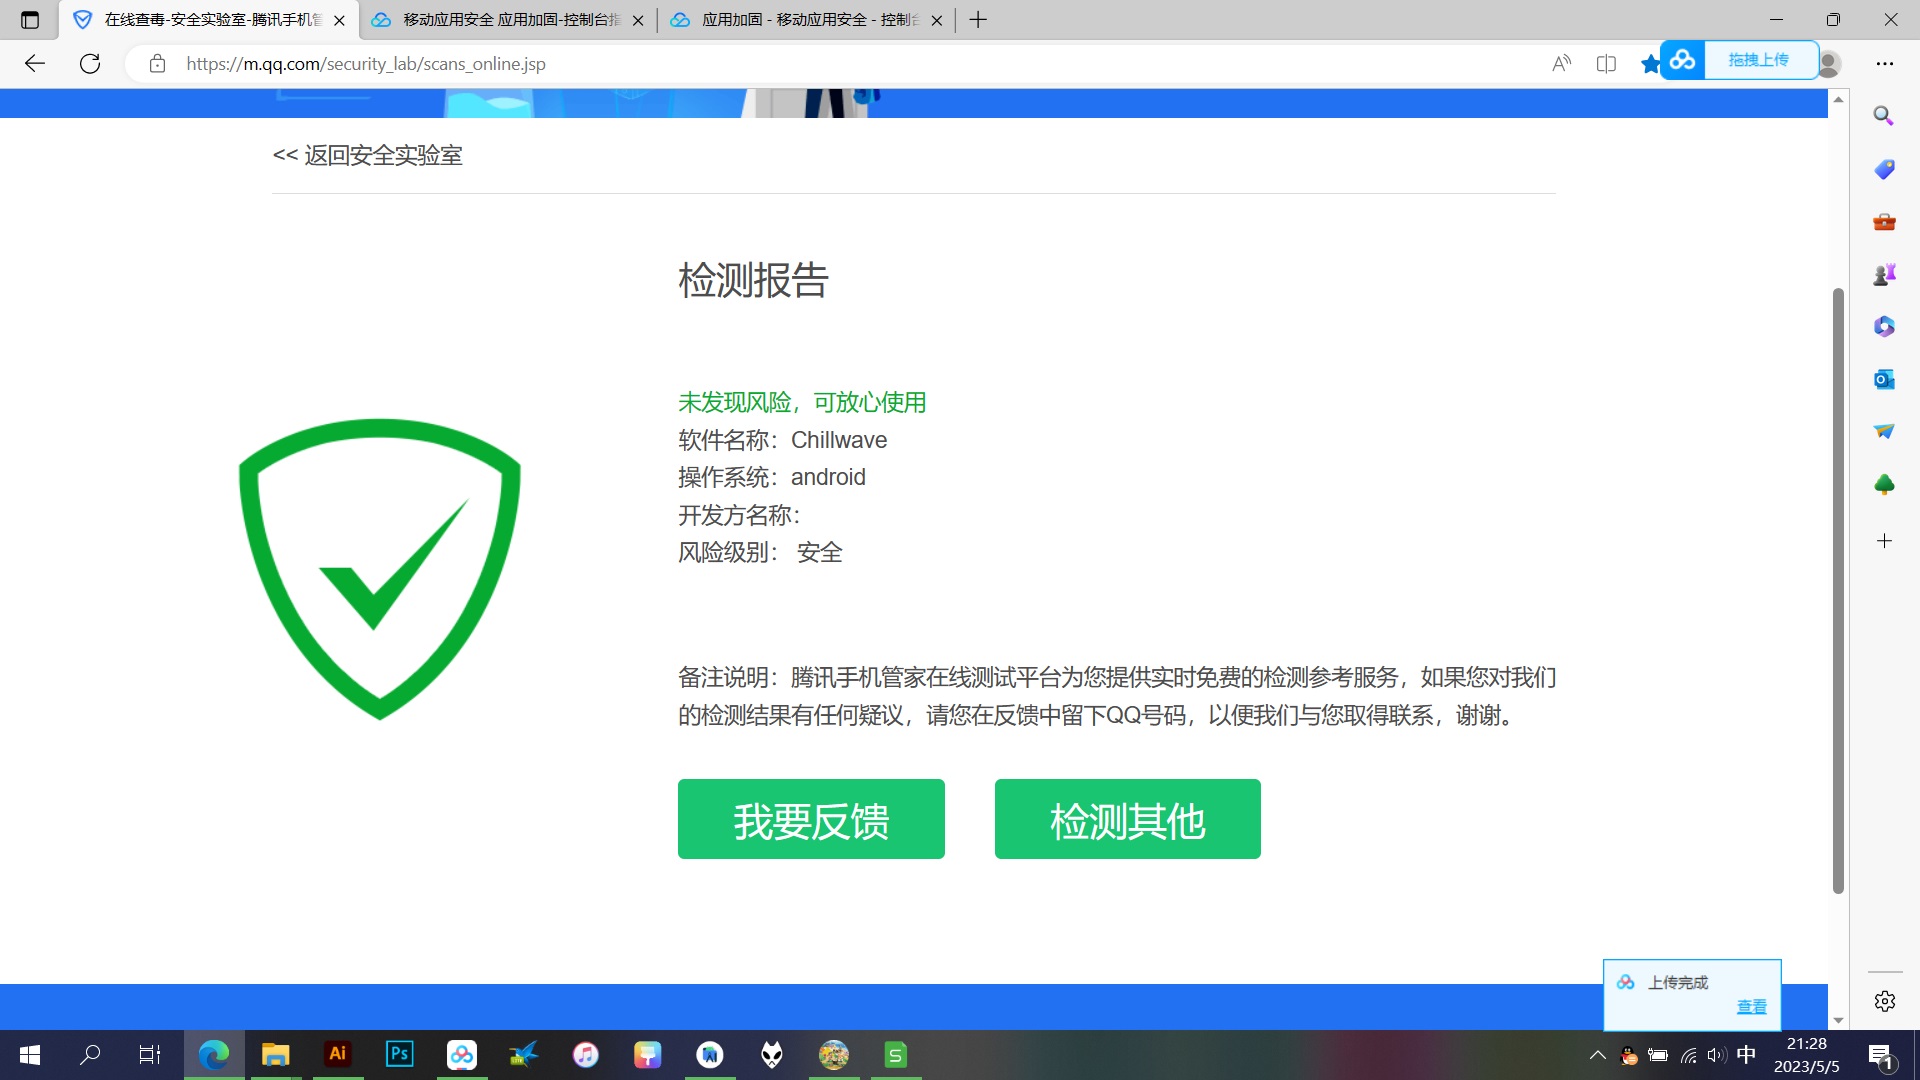 在线查毒-安全实验室-腾讯手机管
移动应用安全 应用加固-控制台指
应用加固 - 移动应用安全 - 控制台
https://m.qq.com/security_lab/scans_online.jsp
拖拽上传
<< 返回安全实验室
检测报告
未发现风险，可放心使用
软件名称：Chillwave
操作系统：android
开发方名称：
风险级别： 安全
备注说明：腾讯手机管家在线测试平台为您提供实时免费的检测参考服务，如果您对我们
的检测结果有任何疑议，请您在反馈中留下QQ号码，以便我们与您取得联系，谢谢。
我要反馈
检测其他
上传完成
查看
Ai
Ps
S
中
21:28
2023/5/5
1